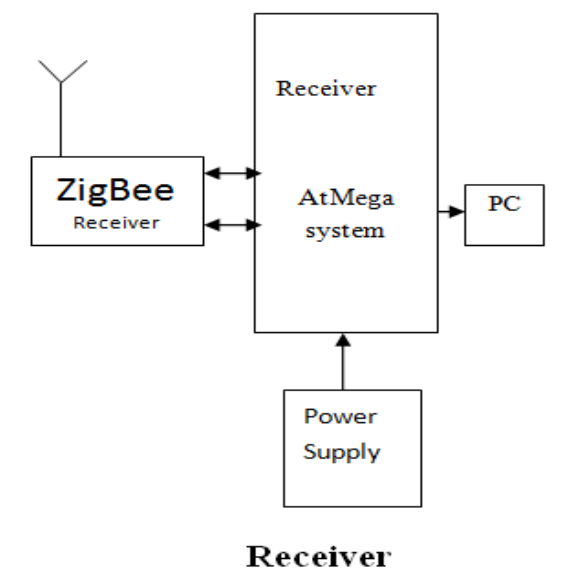 Receiver
ZigBee
Receiver
AtMega
system
PC
Power
Supply
Receiver